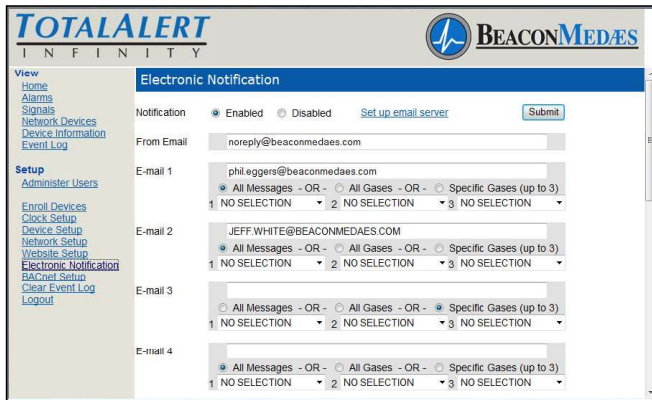 TOTALALERT
INFINITY
BEACONMEDÆS
View
Home
Alarms
Signals
Network Devices
Device Information
Event Log
Setup
Administer Users
Enroll Devices
Clock Setup
Device Setup
Network Setup
Website Setup
Electronic Notification
BACnet Setup
Clear Event Log
Logout
Electronic Notification
Notification Enabled Disabled Set up email server Submit
From Email noreply@beaconmedaes.com
E-mail 1 phil.eggers@beaconmedaes.com
All Messages - OR - All Gases - OR - Specific Gases (up to 3)
1 NO SELECTION 2 NO SELECTION 3 NO SELECTION
E-mail 2 JEFF.WHITE@BEACONMEDAES.COM
All Messages - OR - All Gases - OR - Specific Gases (up to 3)
1 NO SELECTION 2 NO SELECTION 3 NO SELECTION
E-mail 3
All Messages - OR - All Gases - OR - Specific Gases (up to 3)
1 NO SELECTION 2 NO SELECTION 3 NO SELECTION
E-mail 4
All Messages - OR - All Gases - OR - Specific Gases (up to 3)
1 NO SELECTION 2 NO SELECTION 3 NO SELECTION